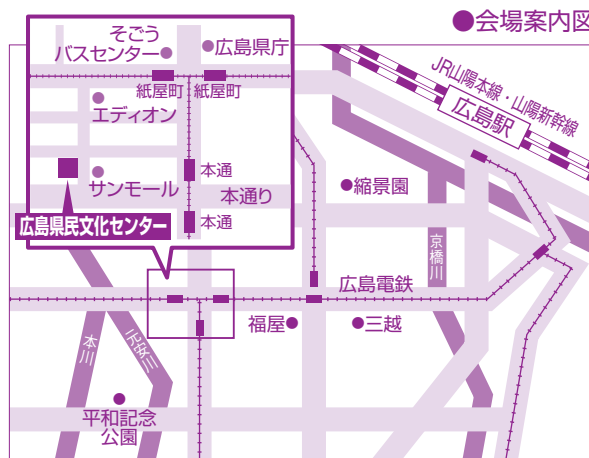 ●会場案内図
そごう
バスセンター
広島県庁
紙屋町
紙屋町
エディオン
サンモール
本通
本通り
本通
広島県民文化センター
JR山陽本線・山陽新幹線
広島駅
縮景園
京橋川
広島電鉄
福屋
三越
本川
元安川
平和記念
公園